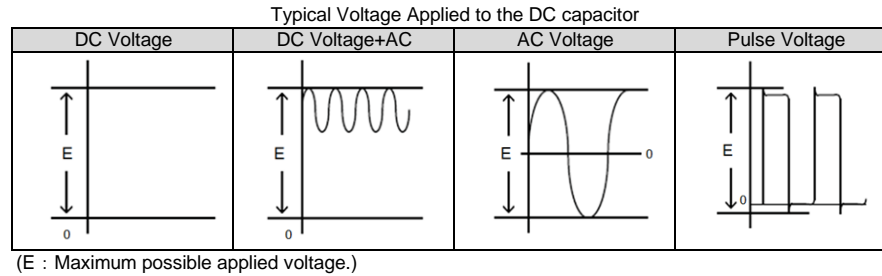 Typical Voltage Applied to the DC capacitor
DC Voltage DC Voltage+AC AC Voltage Pulse Voltage
E E E E
0 0 0 0
(E：Maximum possible applied voltage.)